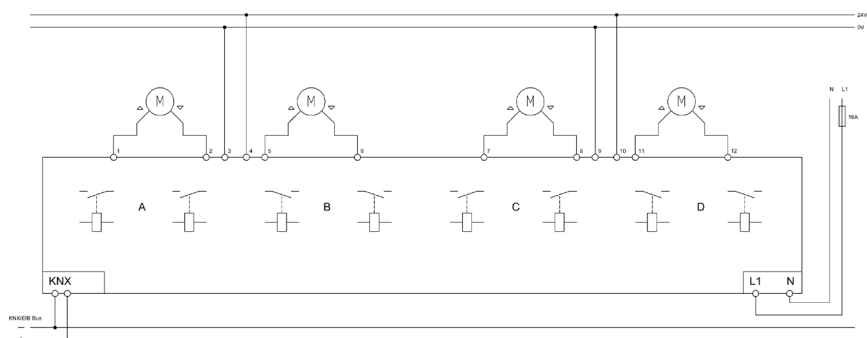 24V
0V
N L1
16A
M M M M
1 2 3 4 5 6 7 8 9 10 11 12
A B C D
KNX L1 N
KNX/EIB Bus